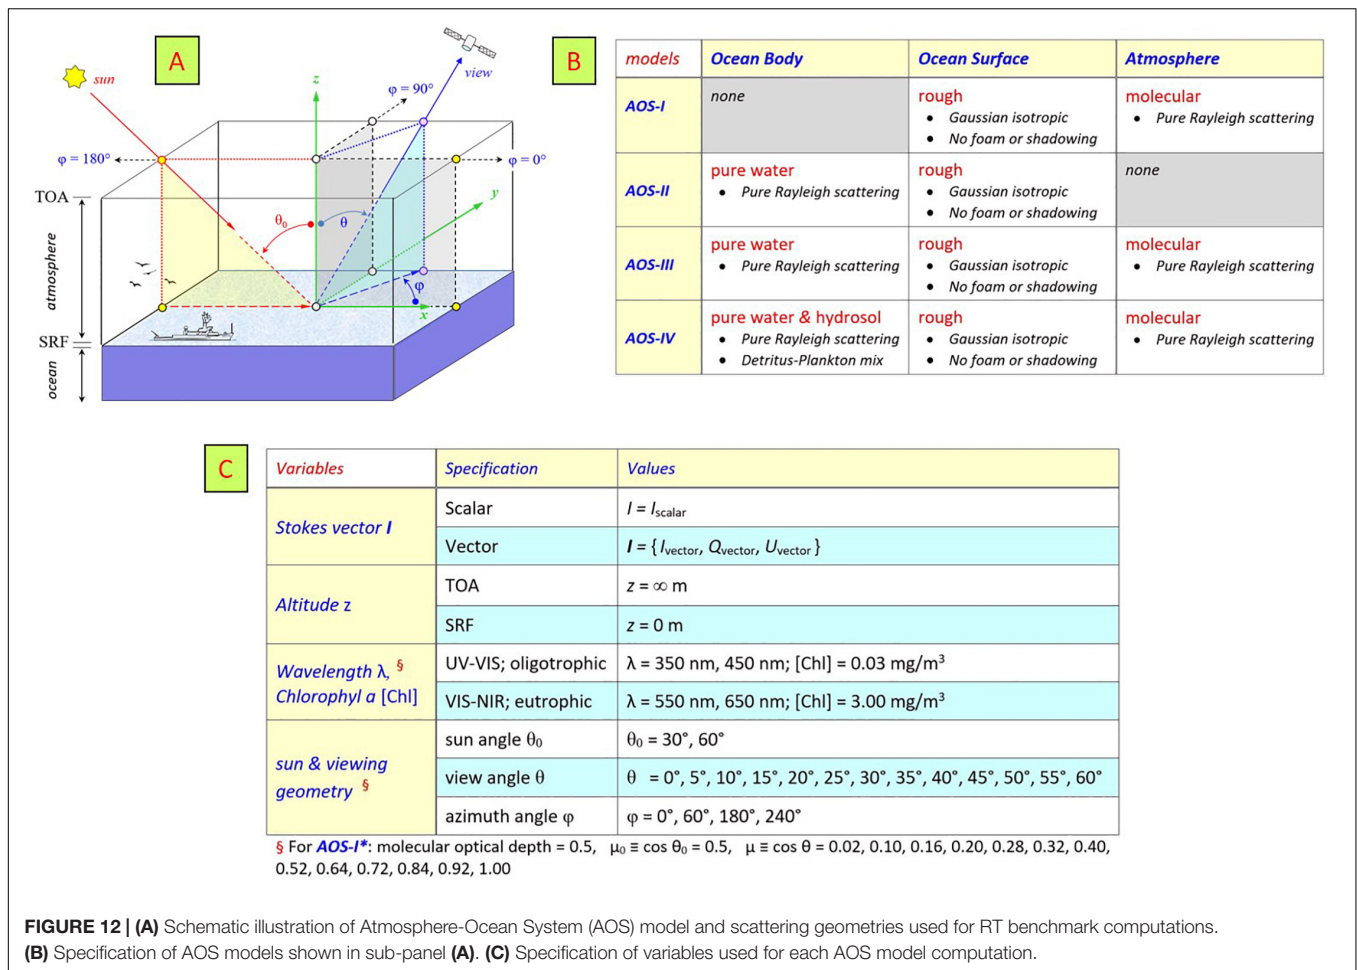 A
sun
z
φ = 90°
view
φ = 180°
φ = 0°
TOA
θ₀
θ
y
atmosphere
φ
x
SRF
ocean
B
models Ocean Body Ocean Surface Atmosphere
AOS-I none rough molecular
• Gaussian isotropic • Pure Rayleigh scattering
• No foam or shadowing
AOS-II pure water rough none
• Pure Rayleigh scattering • Gaussian isotropic
• No foam or shadowing
AOS-III pure water rough molecular
• Pure Rayleigh scattering • Gaussian isotropic • Pure Rayleigh scattering
• No foam or shadowing
AOS-IV pure water & hydrosol rough molecular
• Pure Rayleigh scattering • Gaussian isotropic • Pure Rayleigh scattering
• Detritus-Plankton mix • No foam or shadowing
C
Variables Specification Values
Stokes vector I
Scalar I = Iscalar
Vector I = { Ivector, Qvector, Uvector }
Altitude z
TOA z = ∞ m
SRF z = 0 m
Wavelength λ, §
Chlorophyl a [Chl]
UV-VIS; oligotrophic λ = 350 nm, 450 nm; [Chl] = 0.03 mg/m³
VIS-NIR; eutrophic λ = 550 nm, 650 nm; [Chl] = 3.00 mg/m³
sun & viewing
geometry §
sun angle θ₀ θ₀ = 30°, 60°
view angle θ θ = 0°, 5°, 10°, 15°, 20°, 25°, 30°, 35°, 40°, 45°, 50°, 55°, 60°
azimuth angle φ φ = 0°, 60°, 180°, 240°
§ For AOS-I*: molecular optical depth = 0.5, μ₀ ≡ cos θ₀ = 0.5, μ ≡ cos θ = 0.02, 0.10, 0.16, 0.20, 0.28, 0.32, 0.40,
0.52, 0.64, 0.72, 0.84, 0.92, 1.00
FIGURE 12 | (A) Schematic illustration of Atmosphere-Ocean System (AOS) model and scattering geometries used for RT benchmark computations.
(B) Specification of AOS models shown in sub-panel (A). (C) Specification of variables used for each AOS model computation.